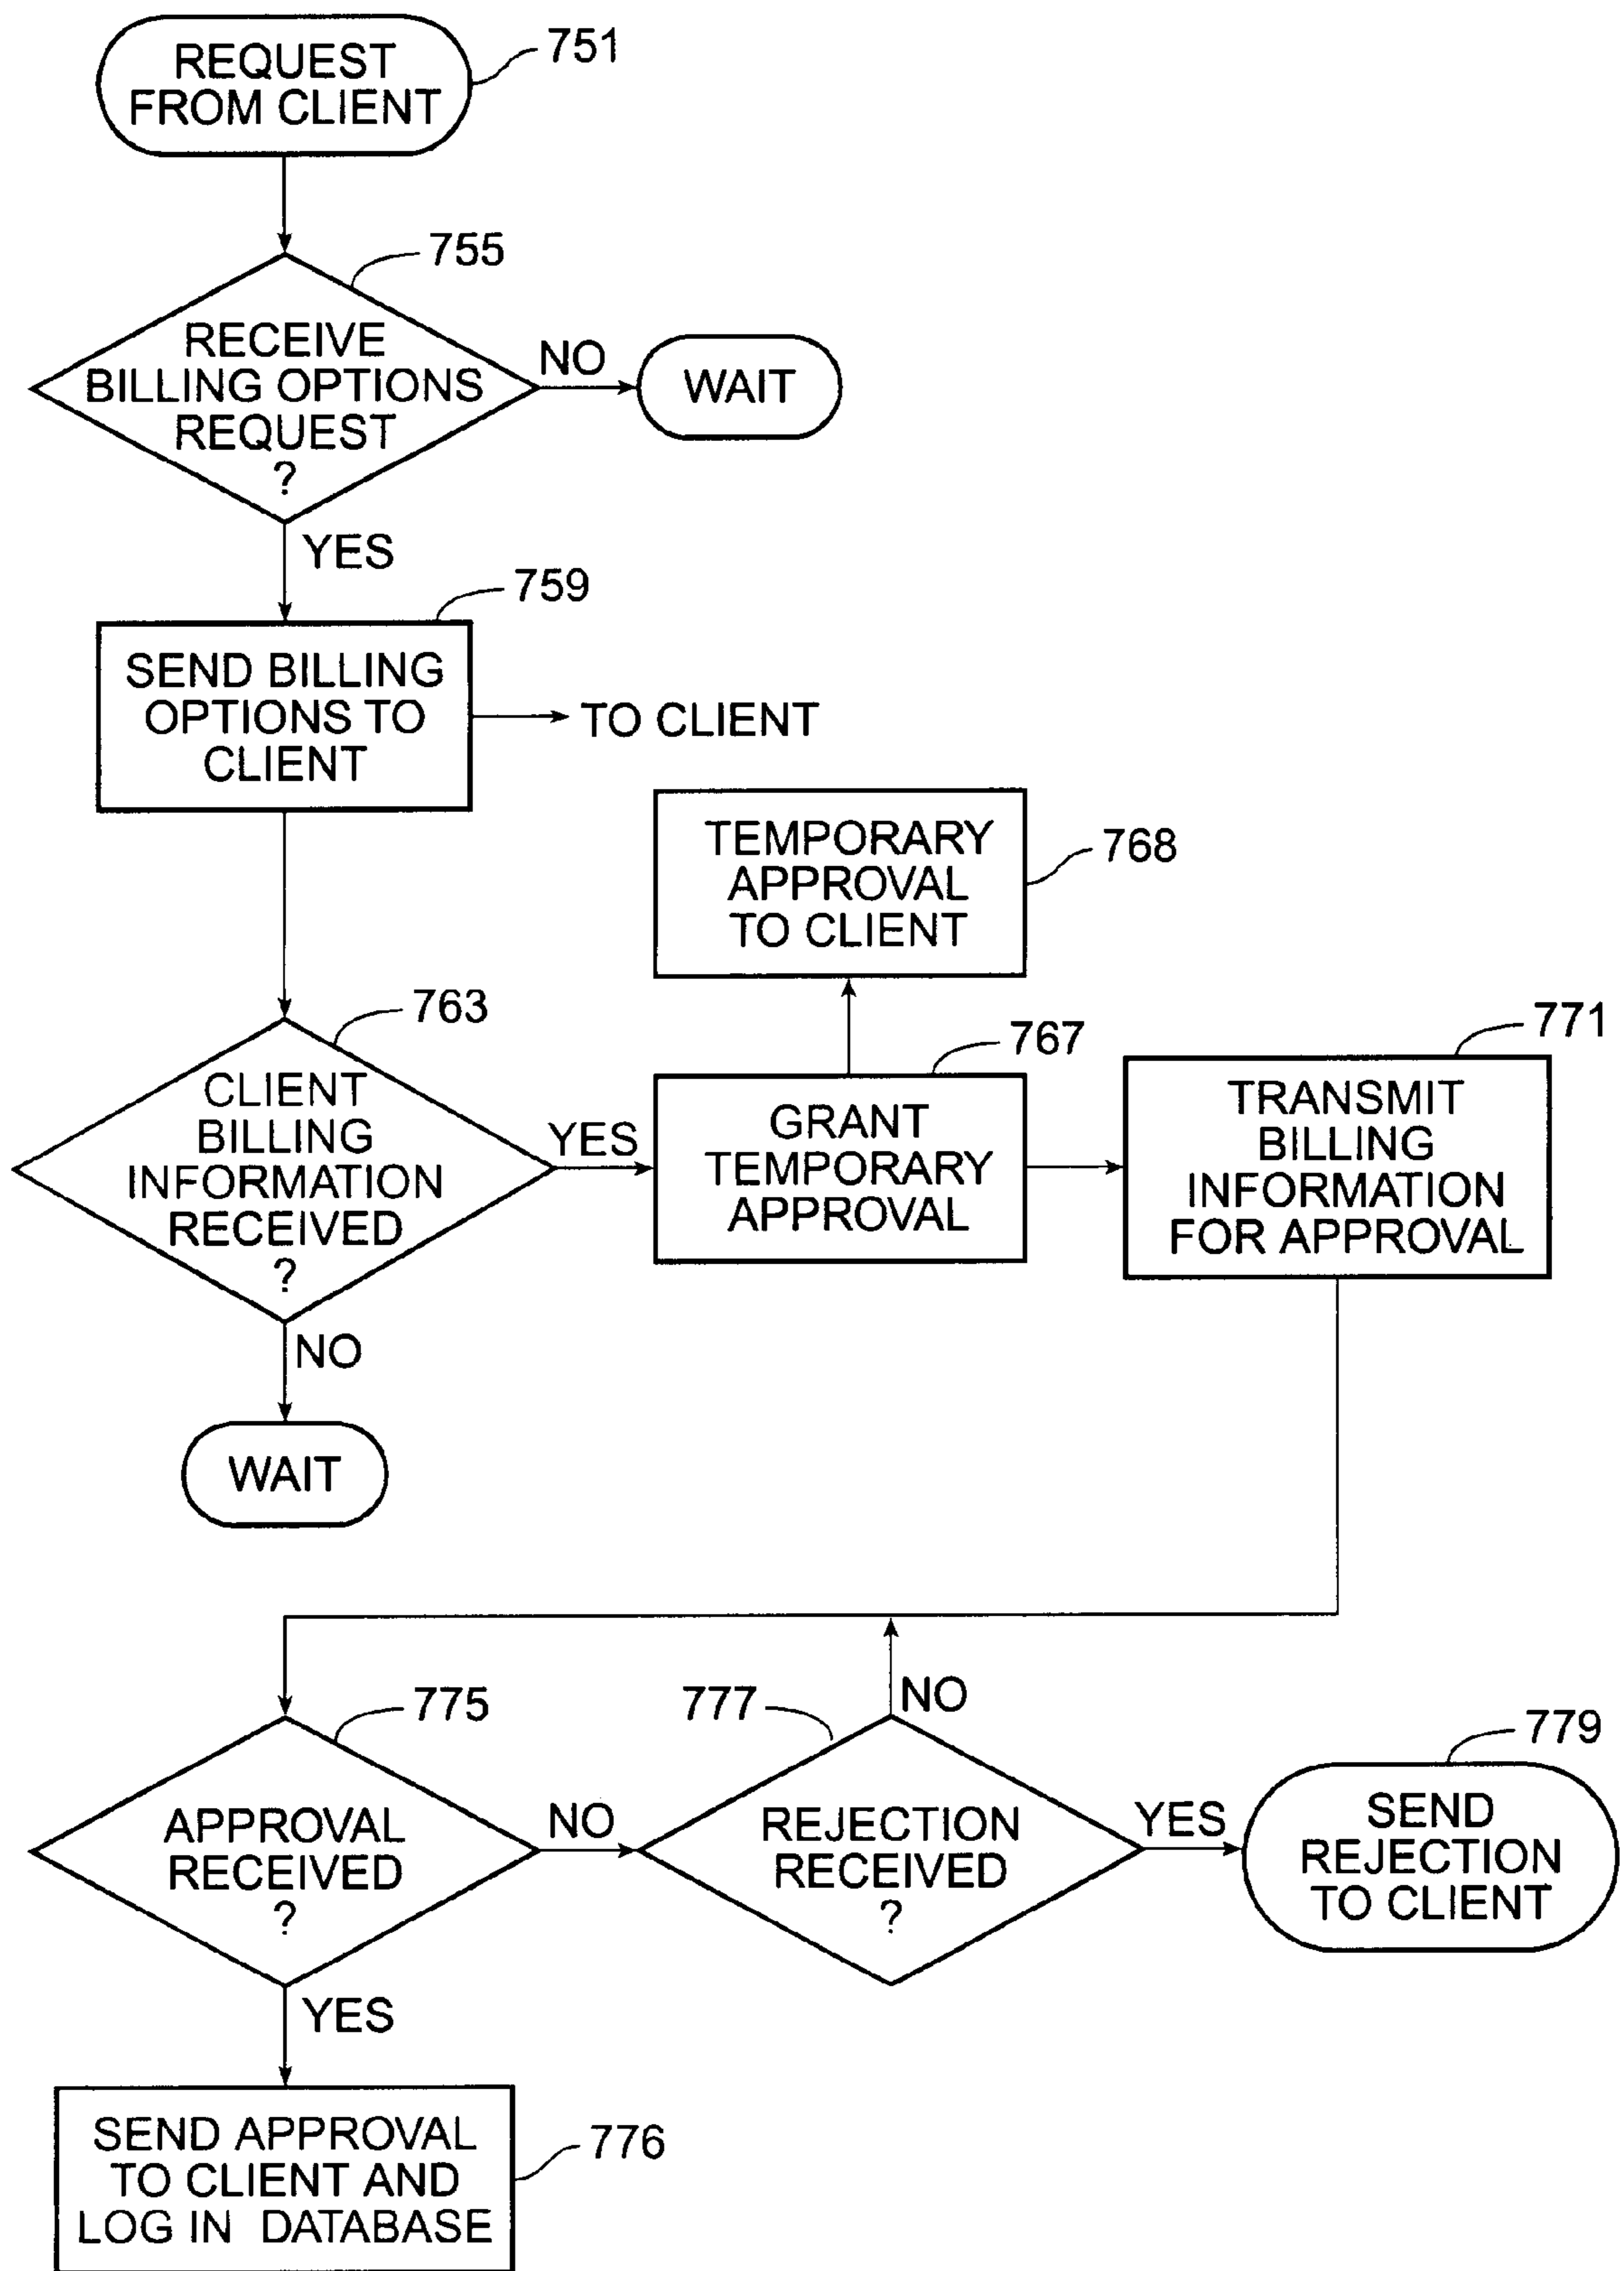 REQUEST
FROM CLIENT
751
755
RECEIVE
BILLING OPTIONS
REQUEST
?
NO
WAIT
YES
759
SEND BILLING
OPTIONS TO
CLIENT
TO CLIENT
TEMPORARY
APPROVAL
TO CLIENT
768
763
CLIENT
BILLING
INFORMATION
RECEIVED
?
YES
767
GRANT
TEMPORARY
APPROVAL
771
TRANSMIT
BILLING
INFORMATION
FOR APPROVAL
NO
WAIT
775
APPROVAL
RECEIVED
?
NO
777
NO
REJECTION
RECEIVED
?
YES
779
SEND
REJECTION
TO CLIENT
YES
SEND APPROVAL
TO CLIENT AND
LOG IN DATABASE
776